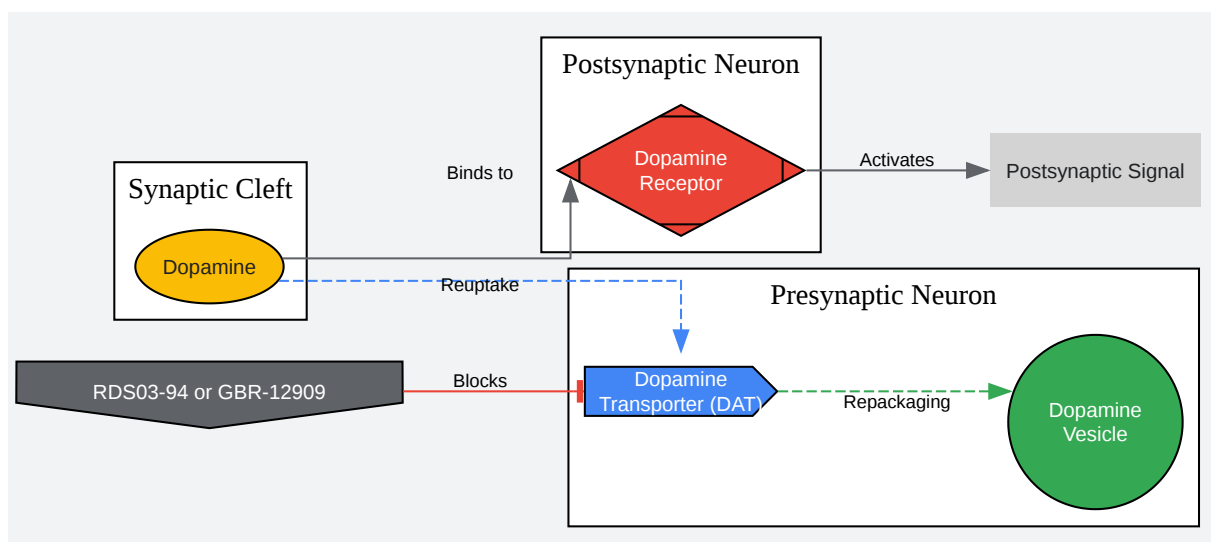 Postsynaptic Neuron
Dopamine
Receptor
Binds to
Activates
Postsynaptic Signal
Synaptic Cleft
Dopamine
Reuptake
Presynaptic Neuron
RDS03-94 or GBR-12909
Blocks
Dopamine
Transporter (DAT)
Repackaging
Dopamine
Vesicle